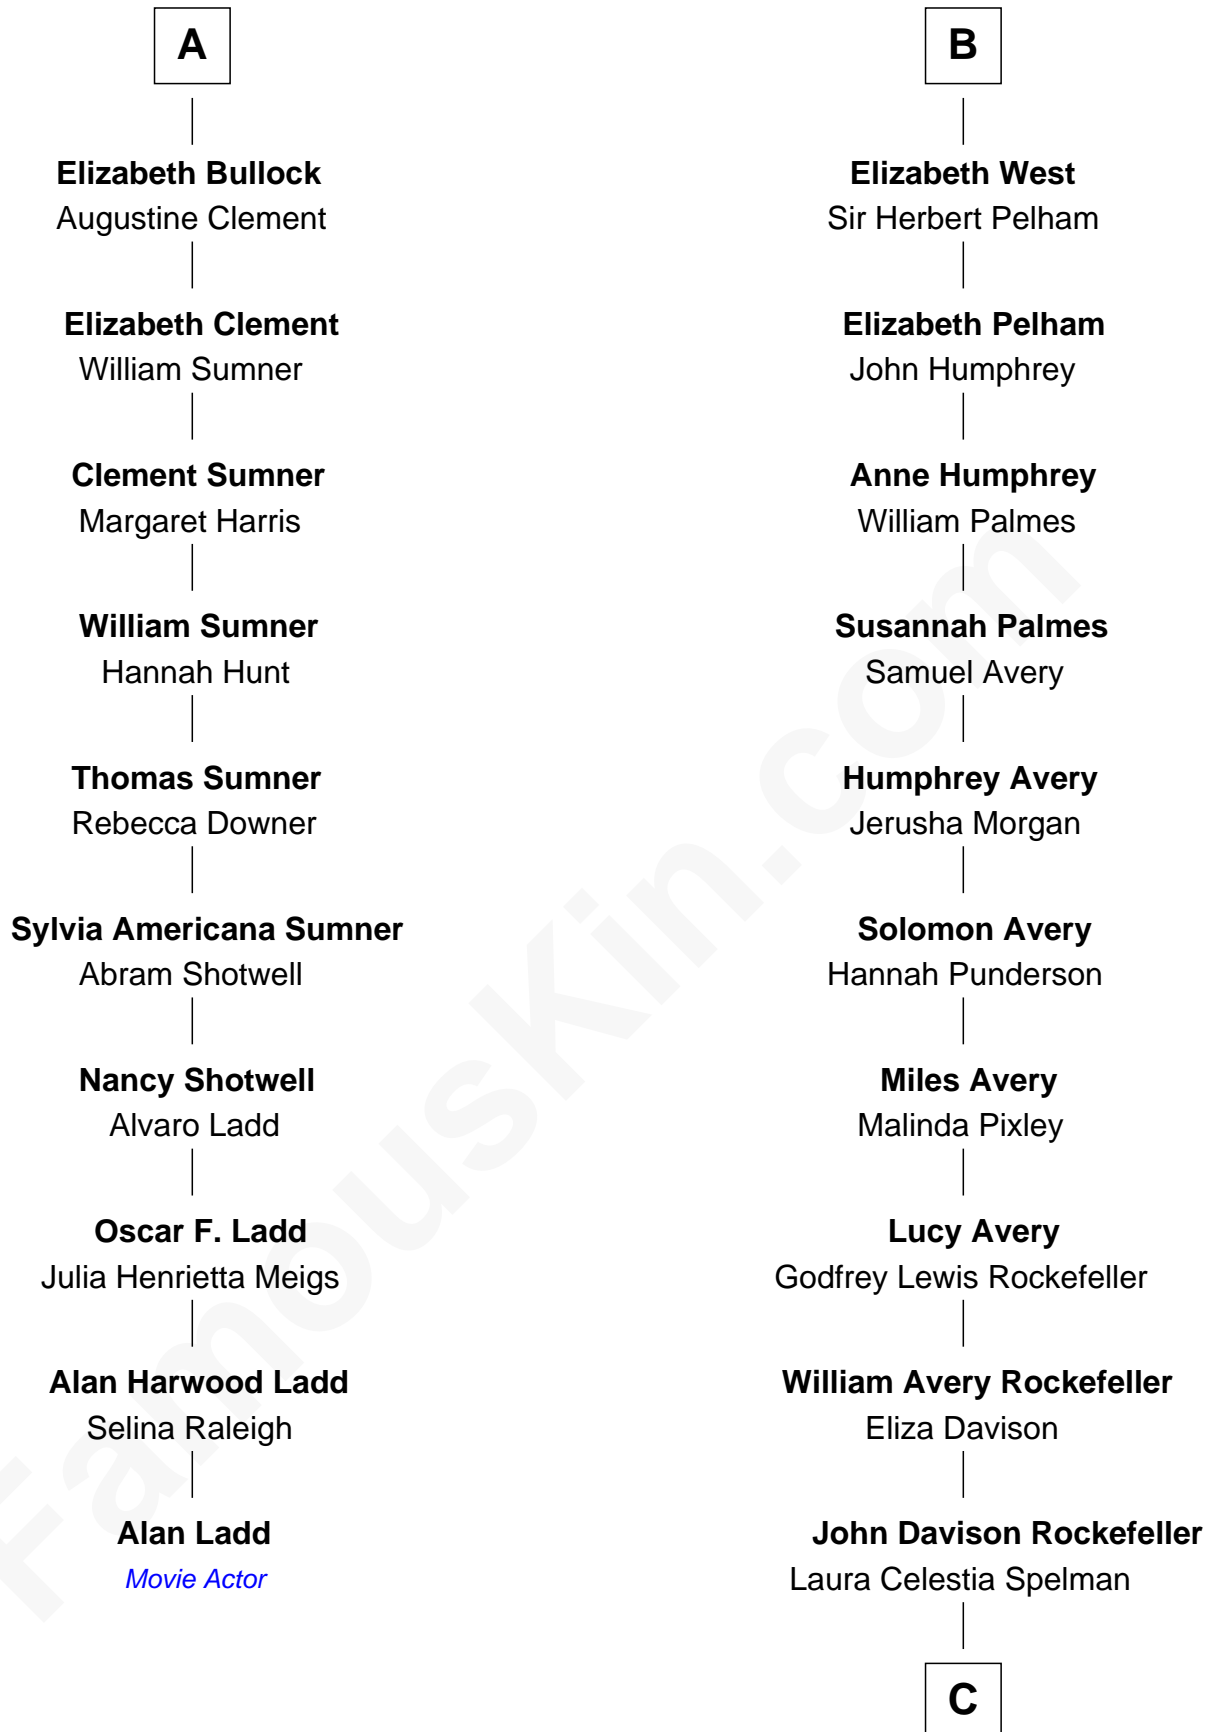 A
Elizabeth Bullock
Augustine Clement
Elizabeth Clement
William Sumner
Clement Sumner
Margaret Harris
William Sumner
Hannah Hunt
Thomas Sumner
Rebecca Downer
Sylvia Americana Sumner
Abram Shotwell
Nancy Shotwell
Alvaro Ladd
Oscar F. Ladd
Julia Henrietta Meigs
Alan Harwood Ladd
Selina Raleigh
Alan Ladd
Movie Actor
B
Elizabeth West
Sir Herbert Pelham
Elizabeth Pelham
John Humphrey
Anne Humphrey
William Palmes
Susannah Palmes
Samuel Avery
Humphrey Avery
Jerusha Morgan
Solomon Avery
Hannah Punderson
Miles Avery
Malinda Pixley
Lucy Avery
Godfrey Lewis Rockefeller
William Avery Rockefeller
Eliza Davison
John Davison Rockefeller
Laura Celestia Spelman
C
FamousKin.com